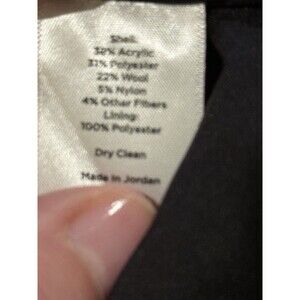 Shell:
32% Acrylic
31% Polyester
22% Wool
5% Nylon
4% Other Fibers
Lining:
100% Polyester
Dry Clean
Made in Jordan